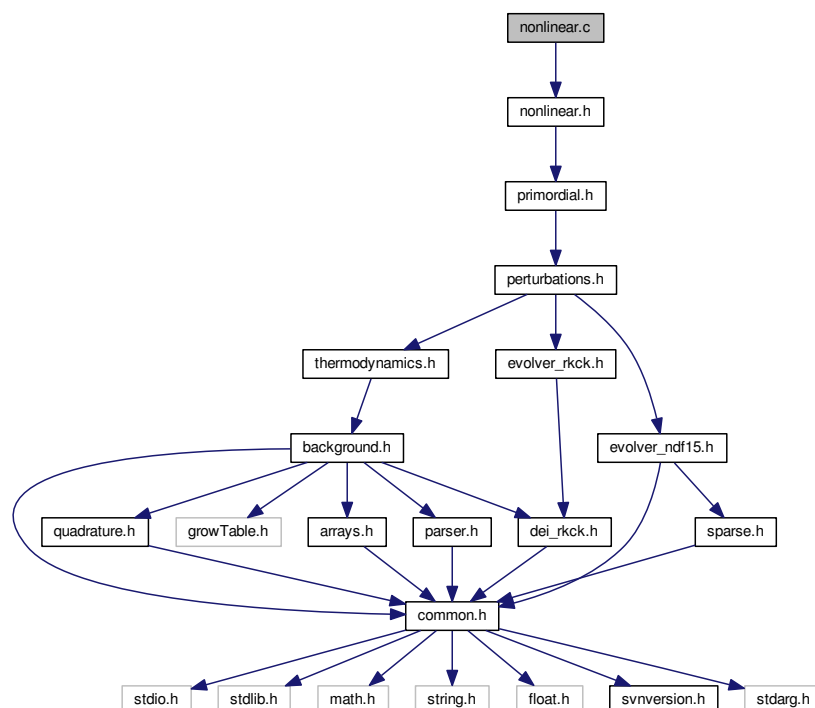 nonlinear.c
nonlinear.h
primordial.h
perturbations.h
thermodynamics.h
evolver_rkck.h
background.h
evolver_ndf15.h
quadrature.h
growTable.h
arrays.h
parser.h
dei_rkck.h
sparse.h
common.h
stdio.h
stdlib.h
math.h
string.h
float.h
svnversion.h
stdarg.h